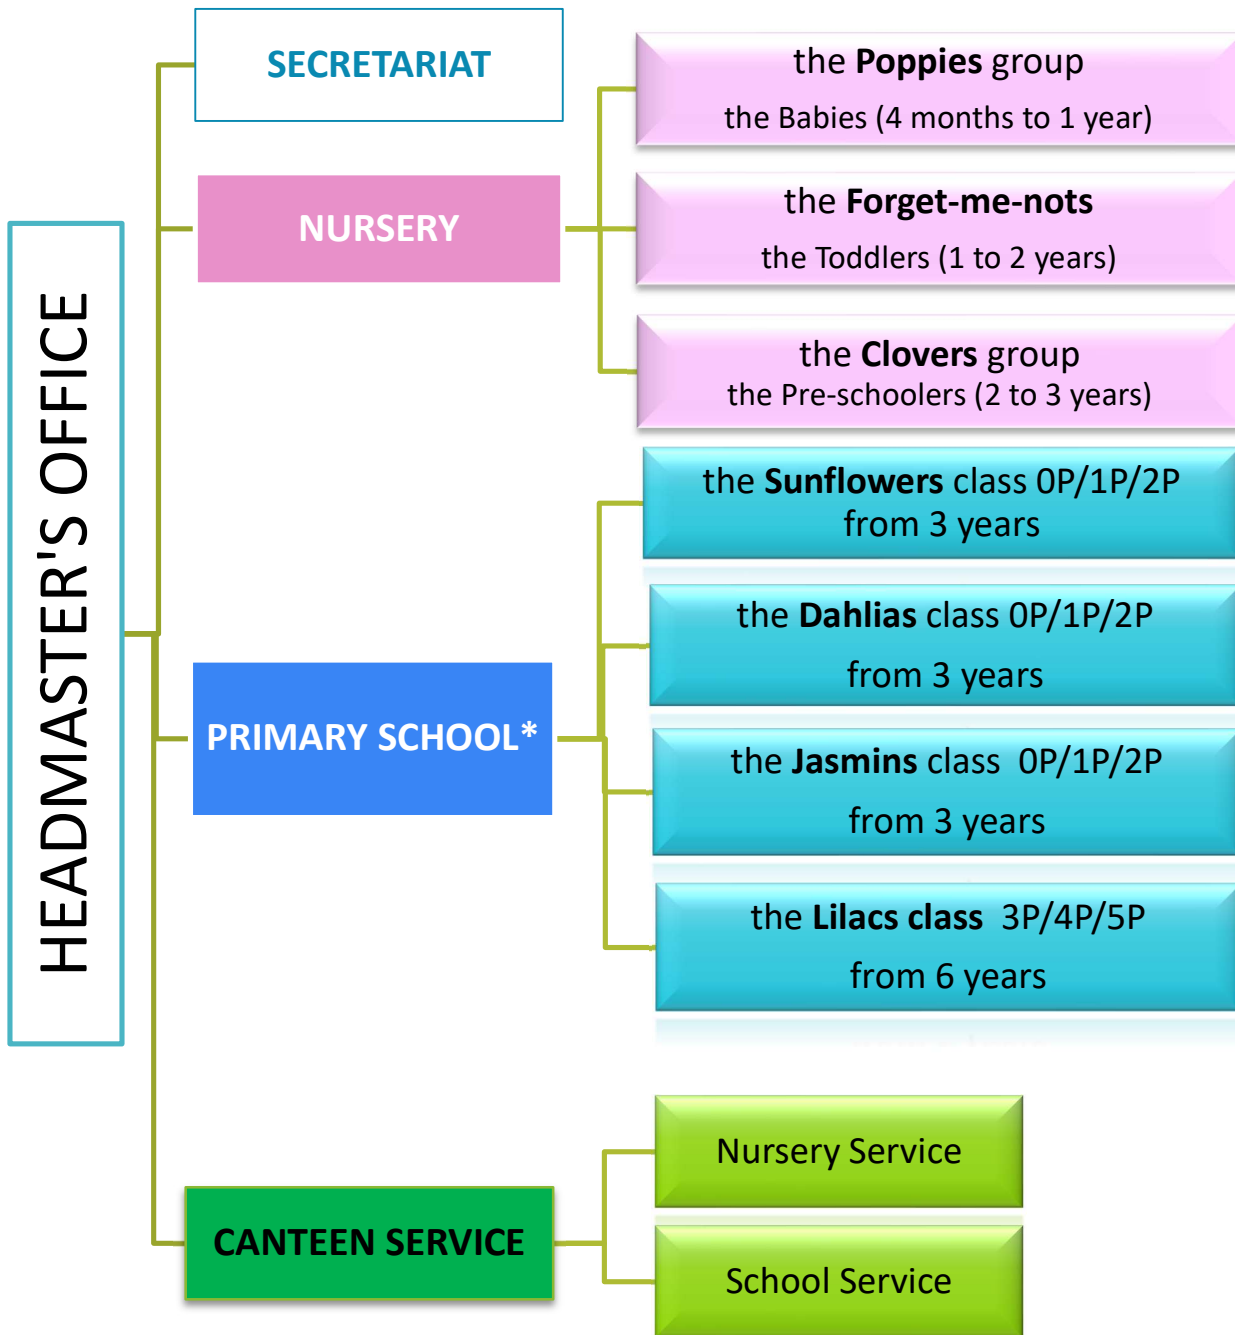 HEADMASTER'S OFFICE
SECRETARIAT
NURSERY
the Poppies group
the Babies (4 months to 1 year)
the Forget-me-nots
the Toddlers (1 to 2 years)
the Clovers group
the Pre-schoolers (2 to 3 years)
PRIMARY SCHOOL*
the Sunflowers class 0P/1P/2P
from 3 years
the Dahlias class 0P/1P/2P
from 3 years
the Jasmins class 0P/1P/2P
from 3 years
the Lilacs class 3P/4P/5P
from 6 years
CANTEEN SERVICE
Nursery Service
School Service